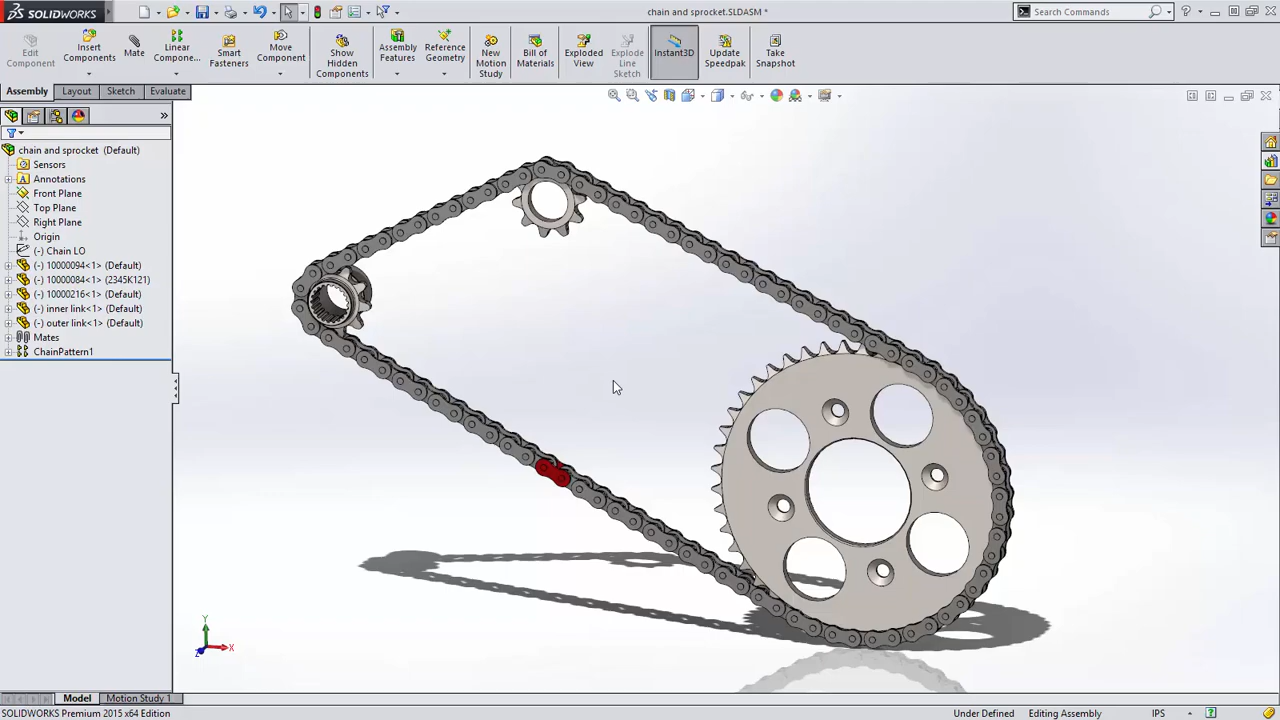 SOLIDWORKS
chain and sprocket.SLDASM *
Search Commands
Edit
Component
Insert
Components
Mate
Linear
Compone...
Smart
Fasteners
Move
Component
Show
Hidden
Components
Assembly
Features
Reference
Geometry
New
Motion
Study
Bill of
Materials
Exploded
View
Explode
Line
Sketch
Instant3D
Update
Speedpak
Take
Snapshot
Assembly
Layout
Sketch
Evaluate
chain and sprocket (Default)
Sensors
Annotations
Front Plane
Top Plane
Right Plane
Origin
(-) Chain LO
(-) 10000094<1> (Default)
(-) 10000084<1> (2345K121)
(-) 10000216<1> (Default)
(-) inner link<1> (Default)
(-) outer link<1> (Default)
Mates
ChainPattern1
Y
X
Z
Model
Motion Study 1
SOLIDWORKS Premium 2015 x64 Edition
Under Defined
Editing Assembly
IPS